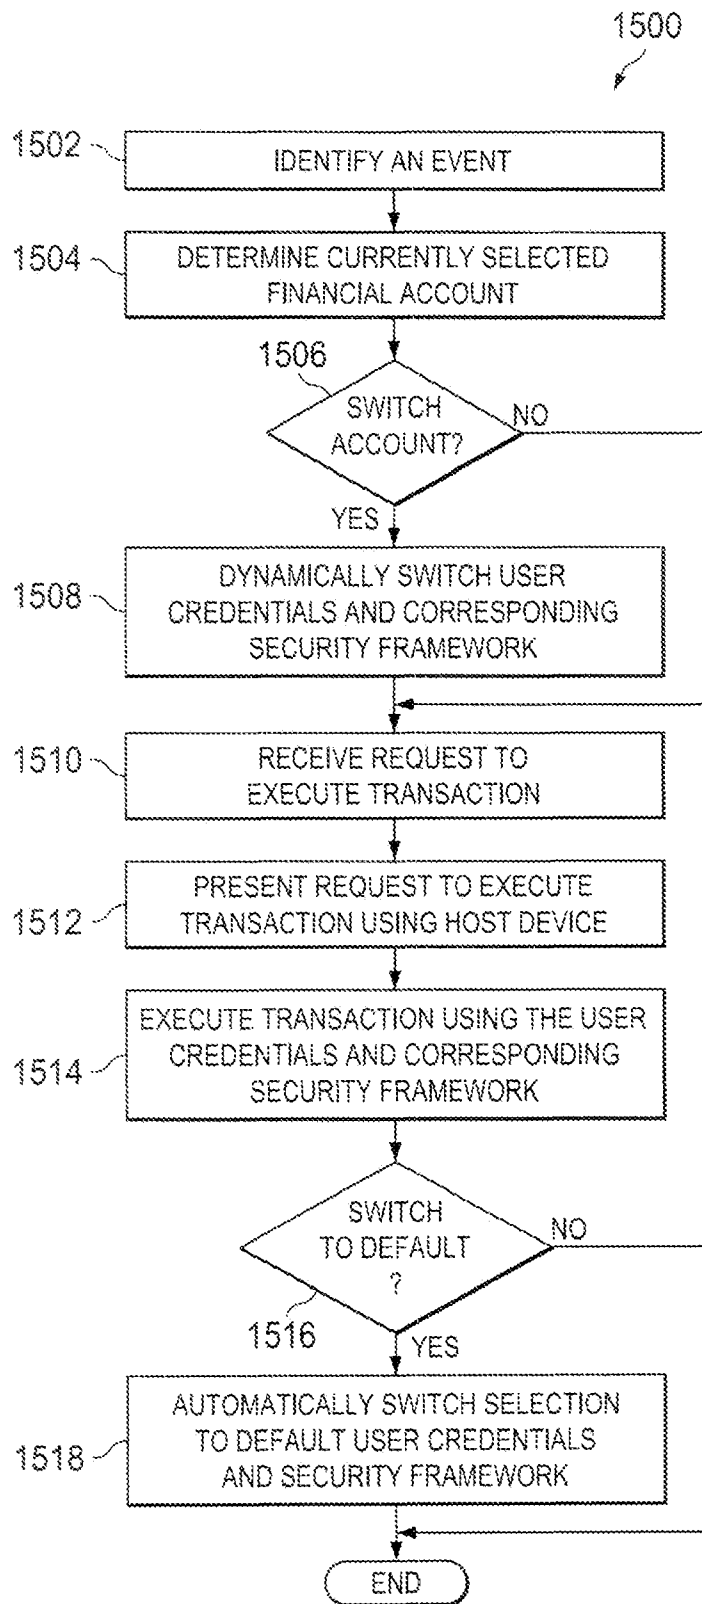 1500
1502
IDENTIFY AN EVENT
1504
DETERMINE CURRENTLY SELECTED
FINANCIAL ACCOUNT
1506
SWITCH
ACCOUNT?
NO
YES
1508
DYNAMICALLY SWITCH USER
CREDENTIALS AND CORRESPONDING
SECURITY FRAMEWORK
1510
RECEIVE REQUEST TO
EXECUTE TRANSACTION
1512
PRESENT REQUEST TO EXECUTE
TRANSACTION USING HOST DEVICE
1514
EXECUTE TRANSACTION USING THE USER
CREDENTIALS AND CORRESPONDING
SECURITY FRAMEWORK
SWITCH
TO DEFAULT
?
NO
1516
YES
1518
AUTOMATICALLY SWITCH SELECTION
TO DEFAULT USER CREDENTIALS
AND SECURITY FRAMEWORK
END